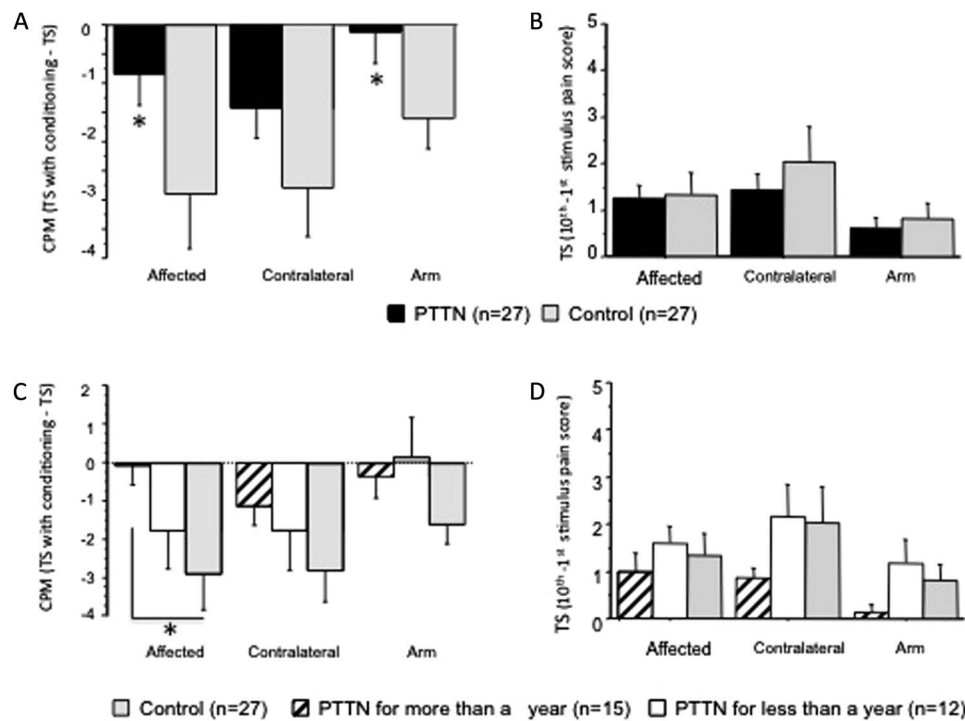 A
CPM (TS with conditioning - TS)
0
-1
-2
-3
-4
*
*
Affected Contralateral Arm
B
TS (10th-1st stimulus pain score)
5
4
3
2
1
0
Affected Contralateral Arm
PTTN (n=27) Control (n=27)
C
CPM (TS with conditioning - TS)
2
1
0
-1
-2
-3
-4
*
Affected Contralateral Arm
D
TS (10th-1st stimulus pain score)
5
4
3
2
1
0
Affected Contralateral Arm
Control (n=27) PTTN for more than a year (n=15) PTTN for less than a year (n=12)